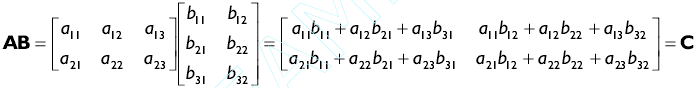 AB = [a₁₁ a₁₂ a₁₃; a₂₁ a₂₂ a₂₃] [b₁₁ b₁₂; b₂₁ b₂₂; b₃₁ b₃₂] = [a₁₁b₁₁ + a₁₂b₂₁ + a₁₃b₃₁ a₁₁b₁₂ + a₁₂b₂₂ + a₁₃b₃₂; a₂₁b₁₁ + a₂₂b₂₁ + a₂₃b₃₁ a₂₁b₁₂ + a₂₂b₂₂ + a₂₃b₃₂] = C